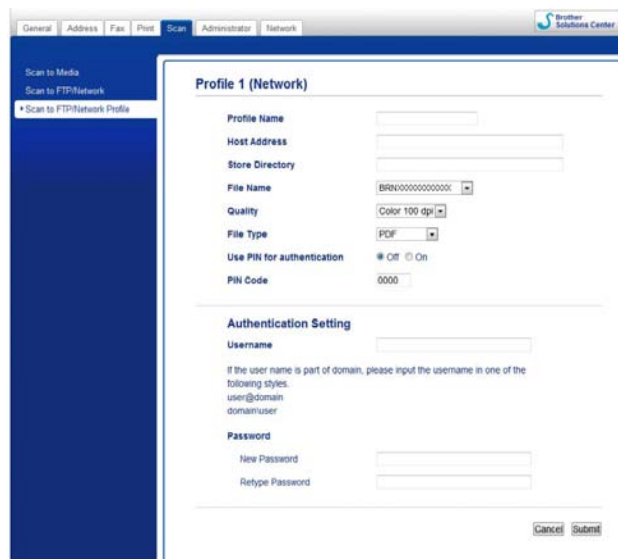 General Address Fax Print Scan Administrator Network
Brother
Solutions Center
Scan to Media
Scan to FTP/Network
Scan to FTP/Network Profile
Profile 1 (Network)
Profile Name
Host Address
Store Directory
File Name BRNXXXXXXXXXXXX
Quality Color 100 dpi
File Type PDF
Use PIN for authentication Off On
PIN Code 0000
Authentication Setting
Username
If the user name is part of domain, please input the username in one of the
following styles.
user@domain
domain\user
Password
New Password
Retype Password
Cancel Submit